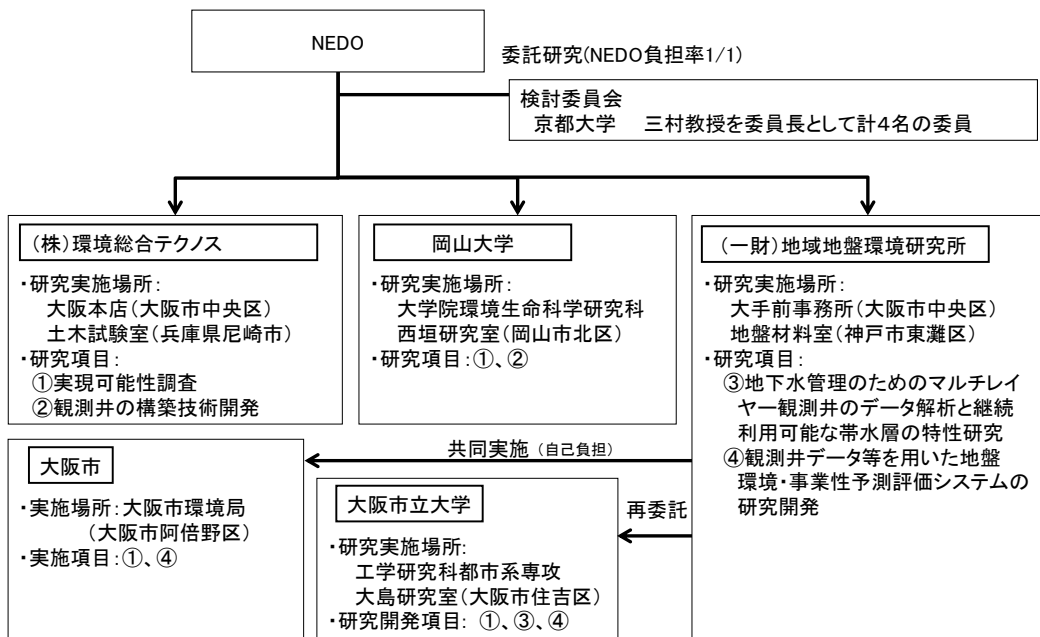 NEDO
委託研究(NEDO負担率1/1)
検討委員会
京都大学　三村教授を委員長として計4名の委員
(株)環境総合テクノス
・研究実施場所:
大阪本店(大阪市中央区)
土木試験室(兵庫県尼崎市)
・研究項目:
①実現可能性調査
②観測井の構築技術開発
岡山大学
・研究実施場所:
大学院環境生命科学研究科
西垣研究室(岡山市北区)
・研究項目:①、②
(一財)地域地盤環境研究所
・研究実施場所:
大手前事務所(大阪市中央区)
地盤材料室(神戸市東灘区)
・研究項目:
③地下水管理のためのマルチレイ
ヤー観測井のデータ解析と継続
利用可能な帯水層の特性研究
④観測井データ等を用いた地盤
環境・事業性予測評価システムの
研究開発
共同実施 (自己負担)
大阪市
・実施場所:大阪市環境局
(大阪市阿倍野区)
・実施項目:①、④
再委託
大阪市立大学
・研究実施場所:
工学研究科都市系専攻
大島研究室(大阪市住吉区)
・研究開発項目: ①、③、④